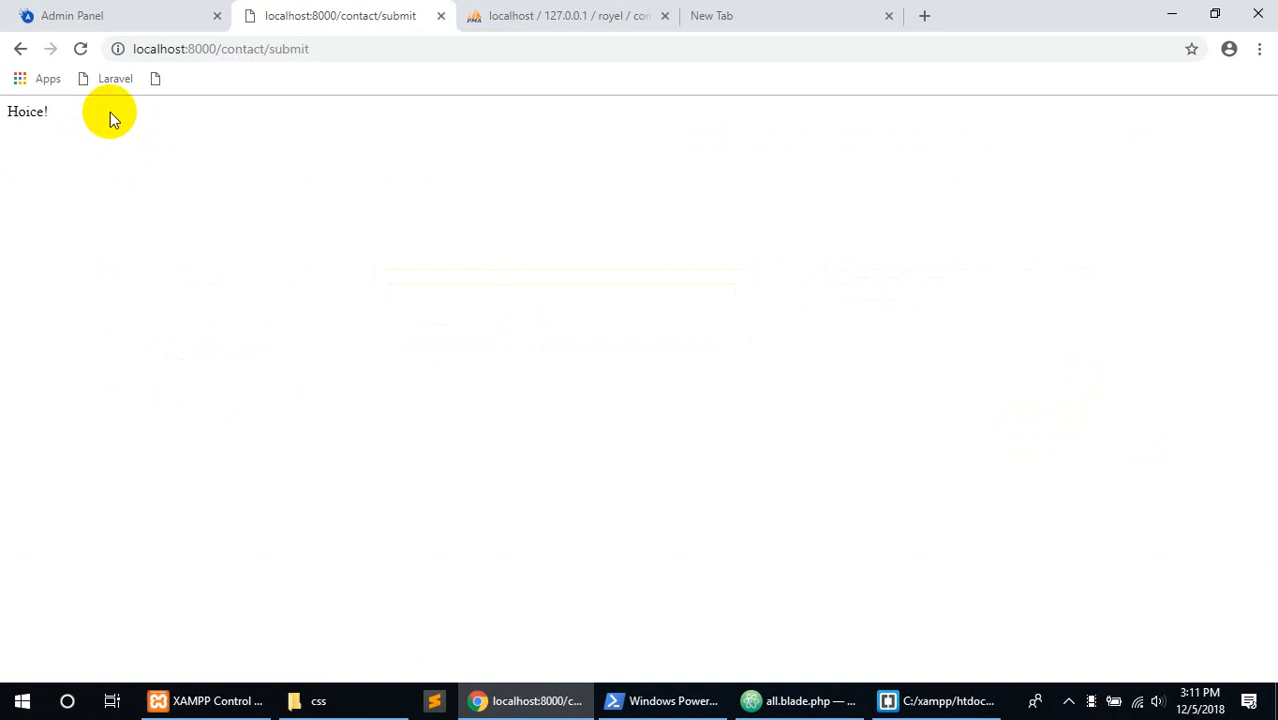 Admin Panel
localhost:8000/contact/submit
localhost / 127.0.0.1 / royel / con
New Tab
localhost:8000/contact/submit
Apps
Laravel
Hoice!
XAMPP Control ...
css
localhost:8000/c...
Windows Power...
all.blade.php — ...
C:/xampp/htdoc...
3:11 PM
12/5/2018